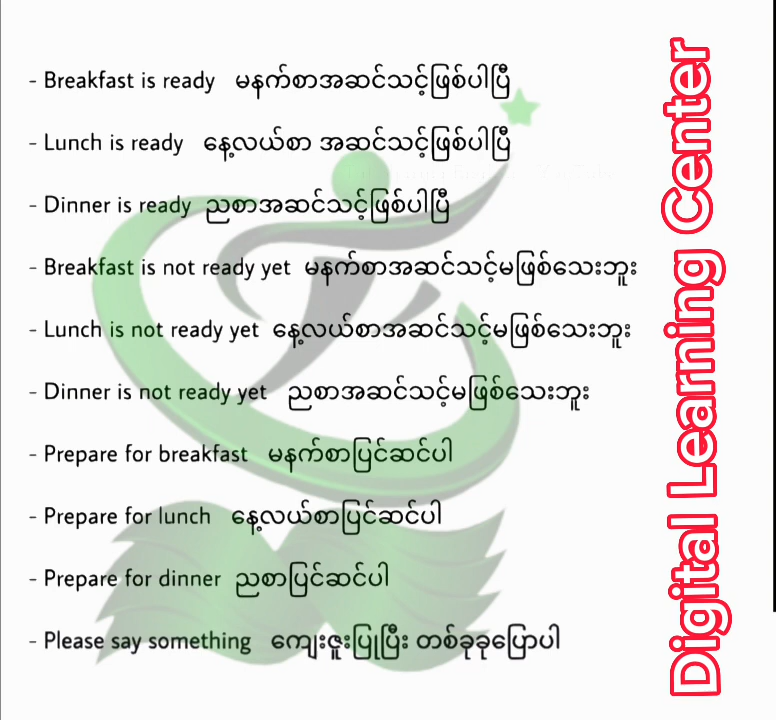 - Breakfast is ready မနက်စာအဆင်သင့်ဖြစ်ပါပြီ
- Lunch is ready နေ့လယ်စာ အဆင်သင့်ဖြစ်ပါပြီ
- Dinner is ready ညစာအဆင်သင့်ဖြစ်ပါပြီ
- Breakfast is not ready yet မနက်စာအဆင်သင့်မဖြစ်သေးဘူး
- Lunch is not ready yet နေ့လယ်စာအဆင်သင့်မဖြစ်သေးဘူး
- Dinner is not ready yet ညစာအဆင်သင့်မဖြစ်သေးဘူး
- Prepare for breakfast မနက်စာပြင်ဆင်ပါ
- Prepare for lunch နေ့လယ်စာပြင်ဆင်ပါ
- Prepare for dinner ညစာပြင်ဆင်ပါ
- Please say something ကျေးဇူးပြုပြီး တစ်ခုခုပြောပါ
Digital Learning Center